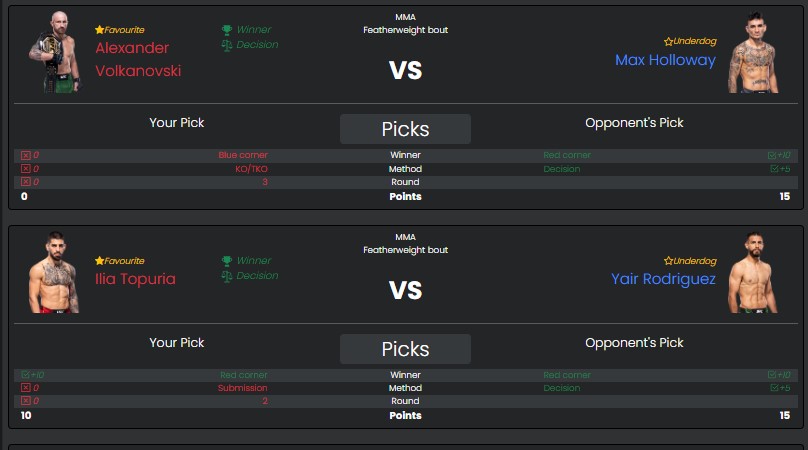 MMA
Featherweight bout
Favourite
Alexander
Volkanovski
Winner
Decision
VS
Underdog
Max Holloway
Your Pick
Picks
Opponent's Pick
0 Blue corner Winner Red corner +10
0 KO/TKO Method Decision +5
0 3 Round
0 Points 15
MMA
Featherweight bout
Favourite
Ilia Topuria
Winner
Decision
VS
Underdog
Yair Rodriguez
Your Pick
Picks
Opponent's Pick
+10 Red corner Winner Red corner +10
0 Submission Method Decision +5
0 2 Round
10 Points 15